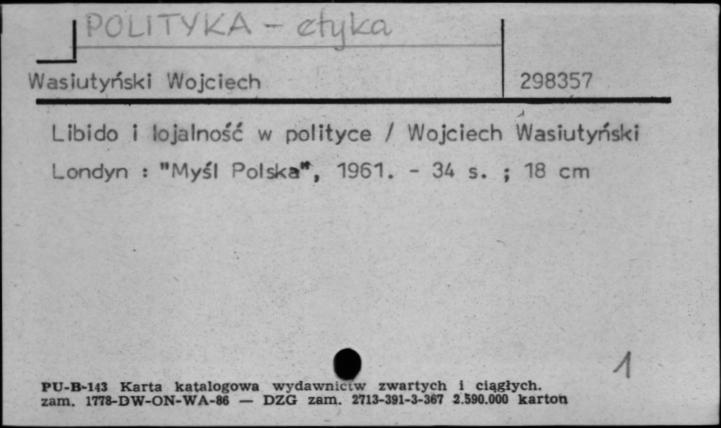 POLITYKA - etyka
Wasiutyński Wojciech 298357
Libido i lojalność w polityce / Wojciech Wasiutyński
Londyn : "Myśl Polska", 1961. - 34 s. ; 18 cm
1
PU-B-143 Karta katalogowa wydawnictw zwartych i ciągłych.
zam. 1778-DW-ON-WA-86 — DZG zam. 2713-391-3-367 2.590.000 karton